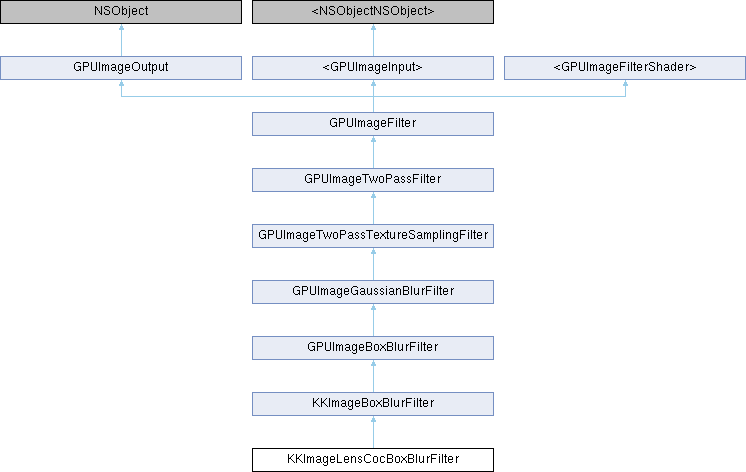 NSObject
<NSObjectNSObject>
GPUImageOutput
<GPUImageInput>
<GPUImageFilterShader>
GPUImageFilter
GPUImageTwoPassFilter
GPUImageTwoPassTextureSamplingFilter
GPUImageGaussianBlurFilter
GPUImageBoxBlurFilter
KKImageBoxBlurFilter
KKImageLensCocBoxBlurFilter